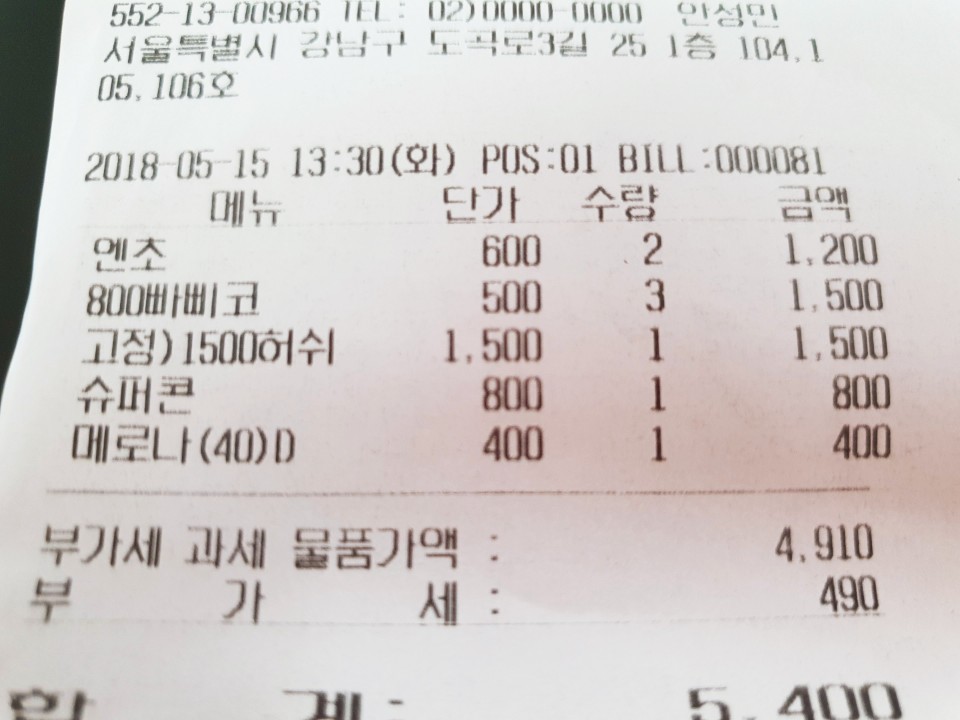 552-13-00966 TEL: 02)0000-0000 안성민
서울특별시 강남구 도곡로3길 25 1층 104,1
05,106호
2018-05-15 13:30(화) POS:01 BILL:000081
메뉴 단가 수량 금액
엔초 600 2 1,200
800빠삐코 500 3 1,500
고정)1500허쉬 1,500 1 1,500
슈퍼콘 800 1 800
메로나(40)D 400 1 400
부가세 과세 물품가액 : 4,910
부 가 세 : 490
합 계: 5,400